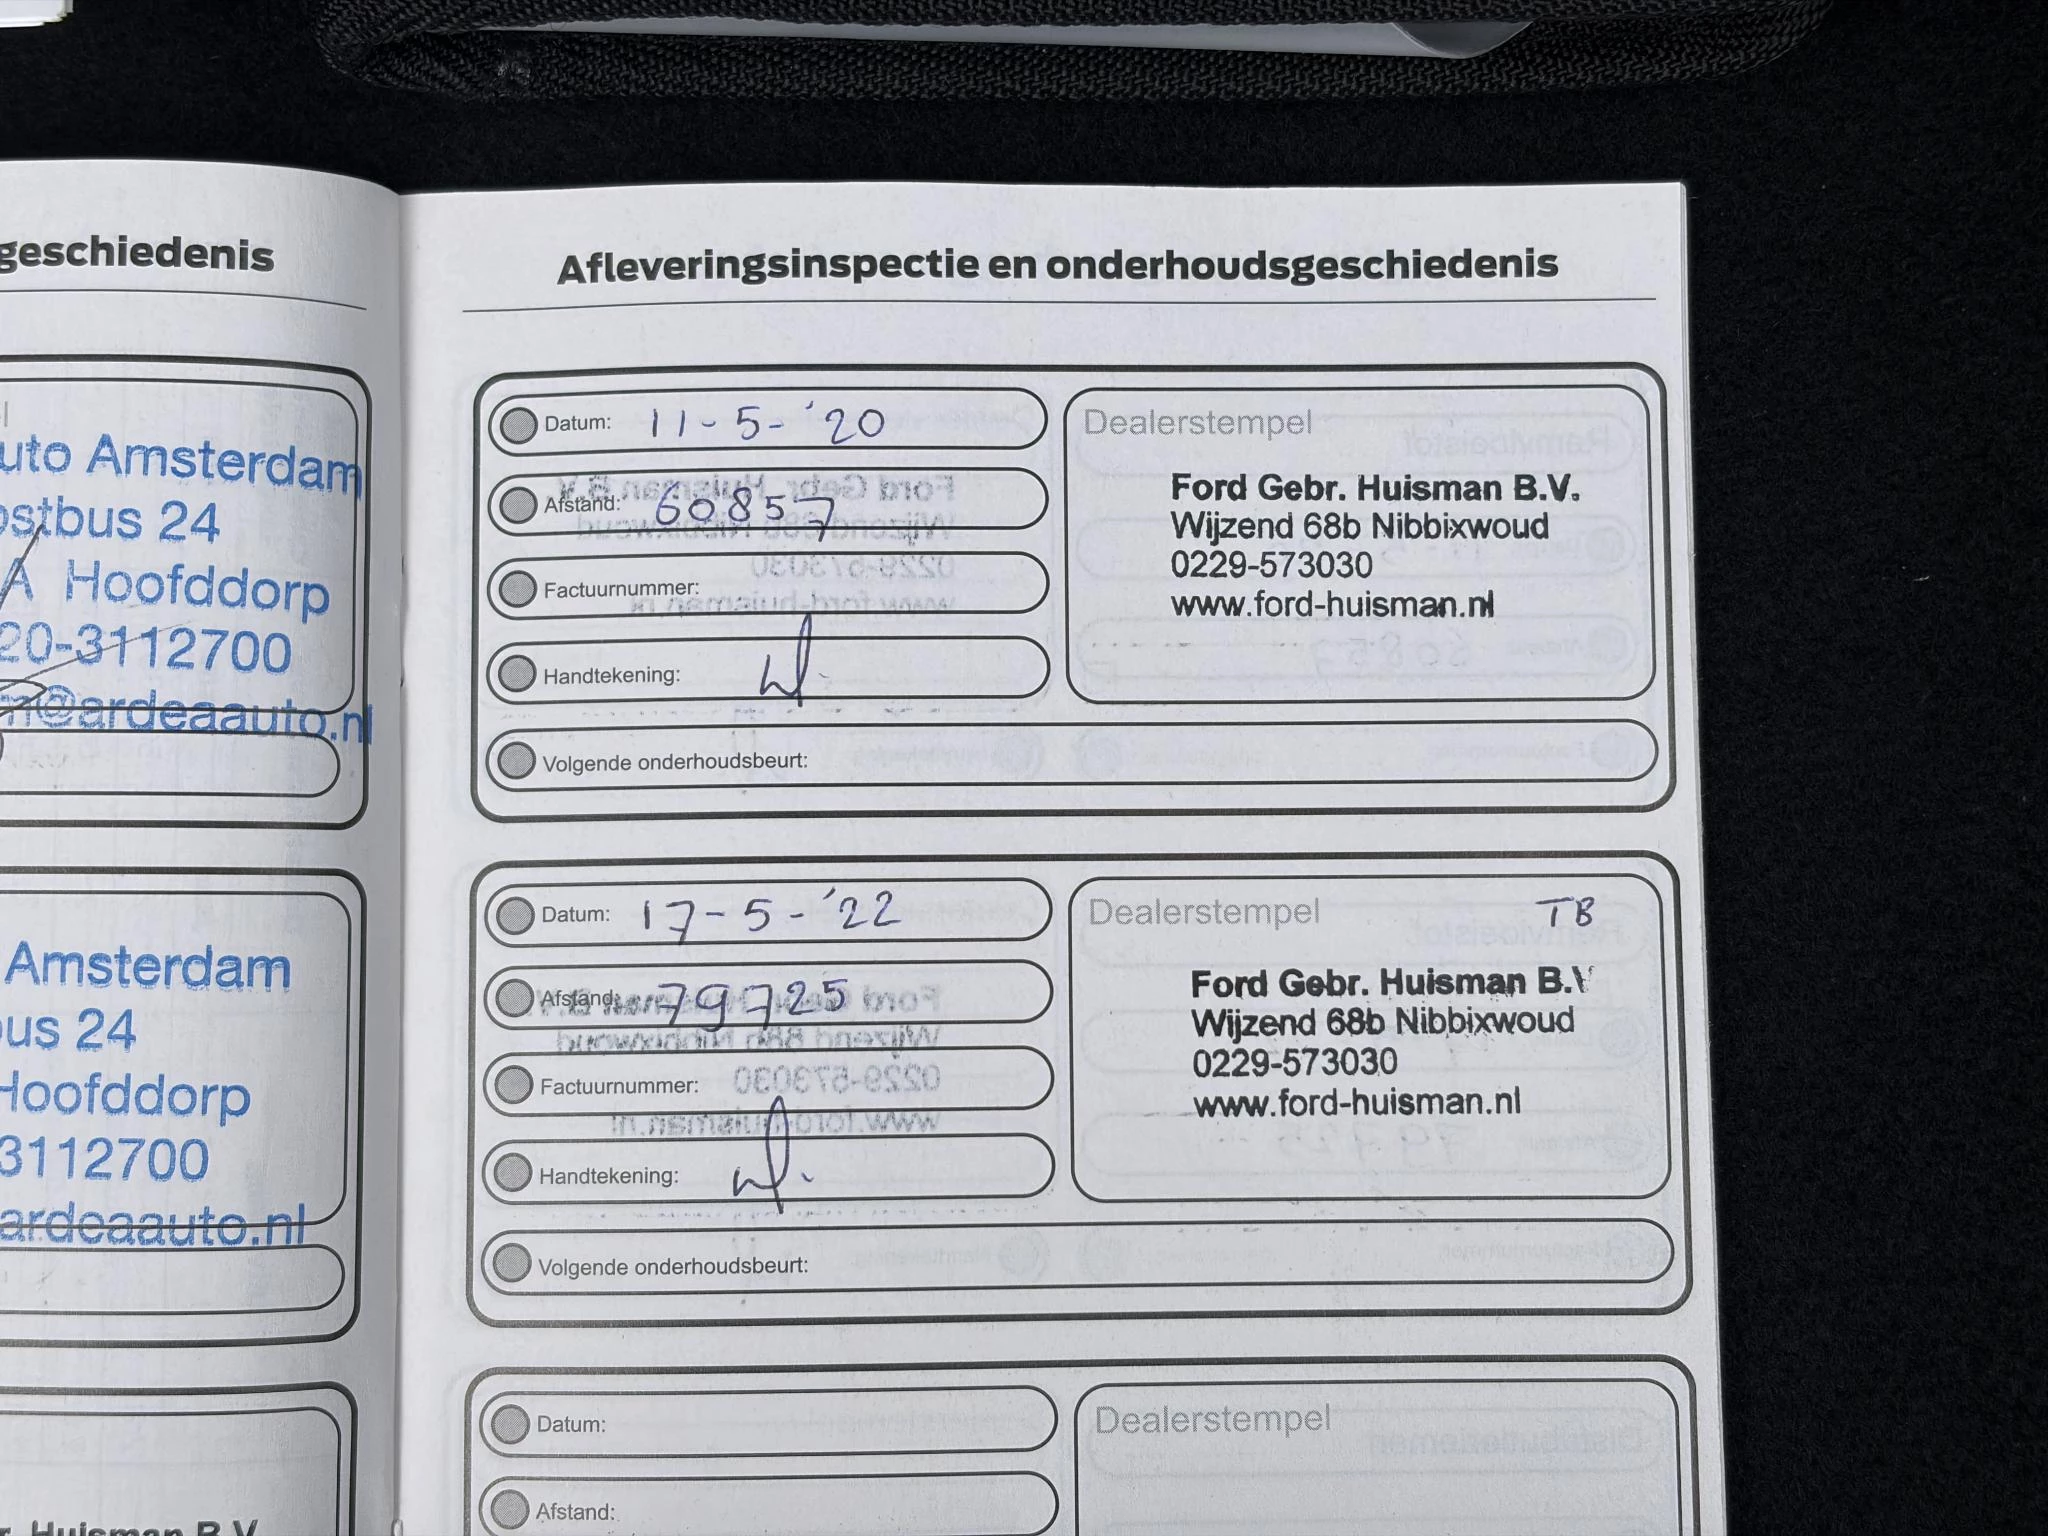 geschiedenis
uto Amsterdam
ostbus 24
A Hoofddorp
20-3112700
m@ardeaauto.nl
Amsterdam
us 24
Hoofddorp
3112700
ardeaauto.nl
r. Huisman B.V.
Afleveringsinspectie en onderhoudsgeschiedenis
Datum: 11-5-'20
Afstand: 60857
Factuurnummer:
Handtekening:
Volgende onderhoudsbeurt:
Dealerstempel
Ford Gebr. Huisman B.V.
Wijzend 68b Nibbixwoud
0229-573030
www.ford-huisman.nl
Datum: 17-5-'22
Afstand: 79725
Factuurnummer:
Handtekening:
Volgende onderhoudsbeurt:
Dealerstempel TB
Ford Gebr. Huisman B.V
Wijzend 68b Nibbixwoud
0229-573030
www.ford-huisman.nl
Datum:
Afstand:
Dealerstempel